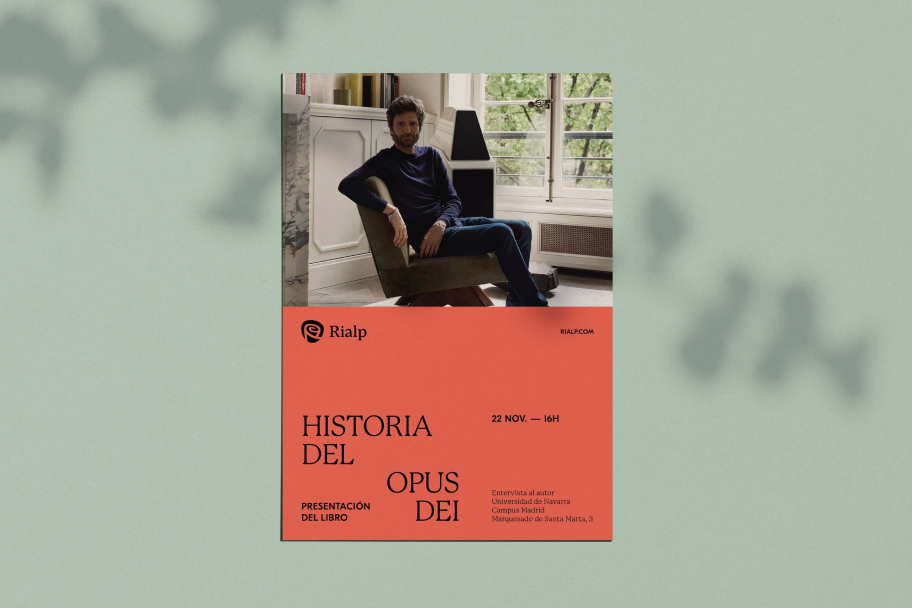 Rialp
RIALP.COM
HISTORIA
DEL
OPUS
DEI
22 NOV. — 16H
PRESENTACIÓN
DEL LIBRO
Entrevista al autor
Universidad de Navarra
Campus Madrid
Marquesado de Santa Marta, 3